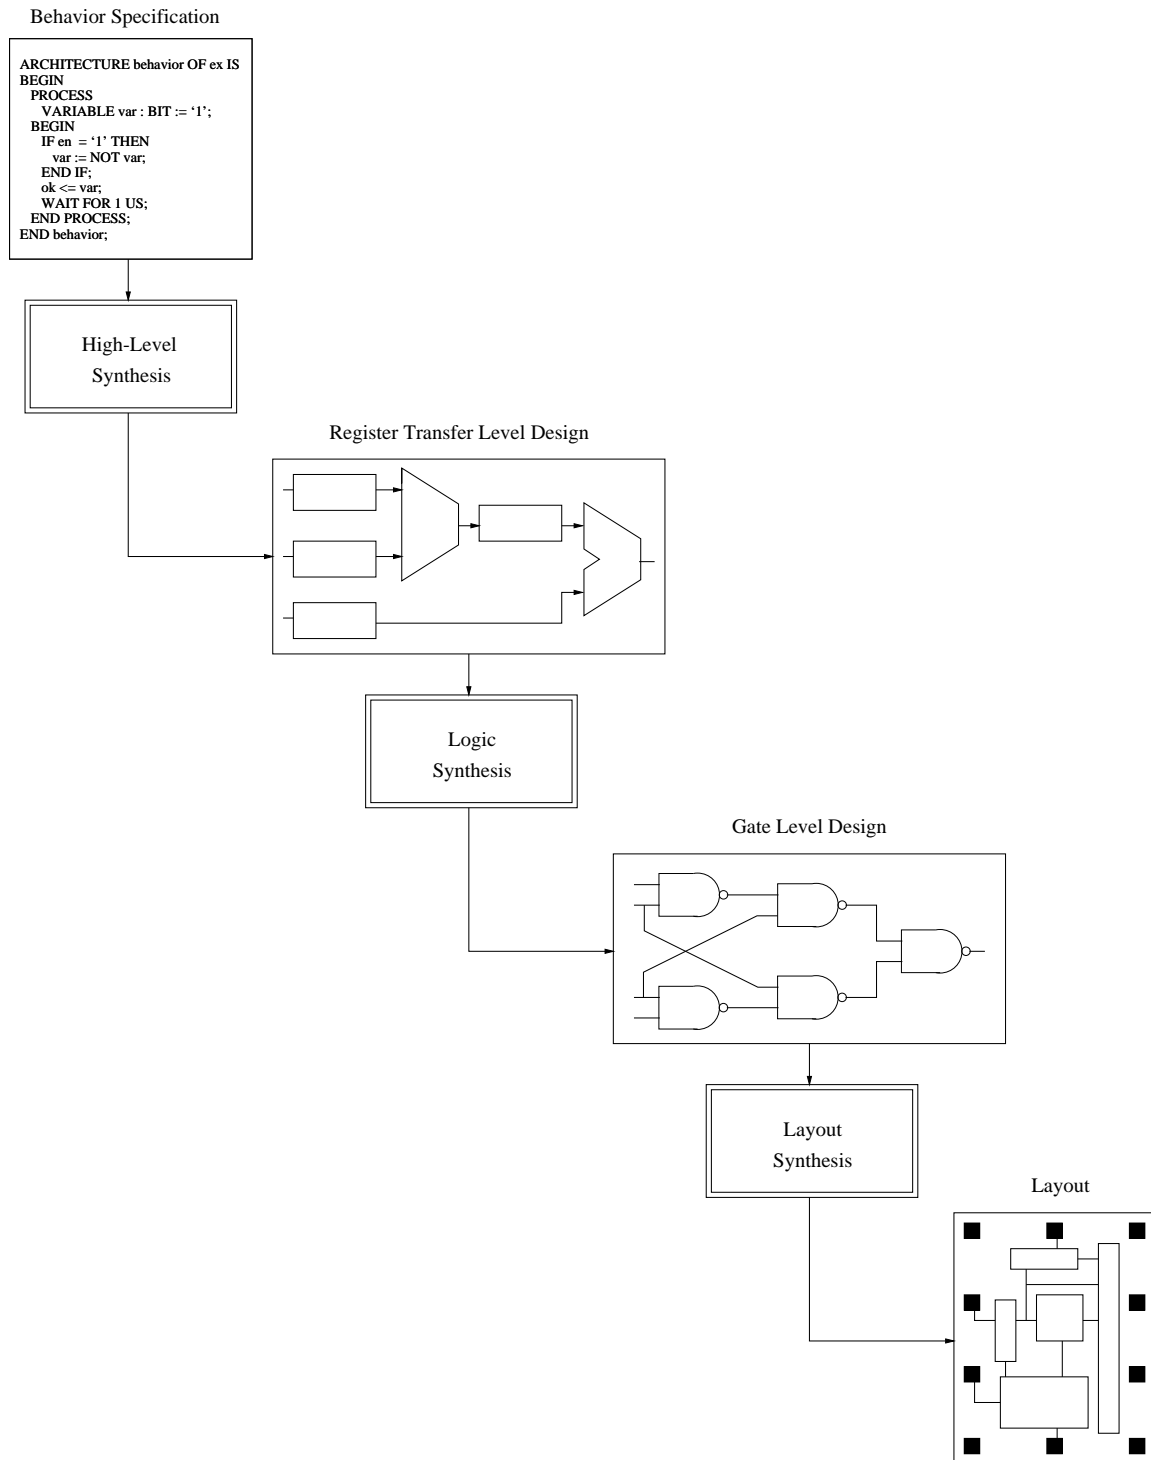 Behavior Specification
ARCHITECTURE behavior OF ex IS
BEGIN
PROCESS
VARIABLE var : BIT := ‘1’;
BEGIN
IF en = ‘1’ THEN
var := NOT var;
END IF;
ok <= var;
WAIT FOR 1 US;
END PROCESS;
END behavior;
High-Level
Synthesis
Register Transfer Level Design
Logic
Synthesis
Gate Level Design
Layout
Synthesis
Layout